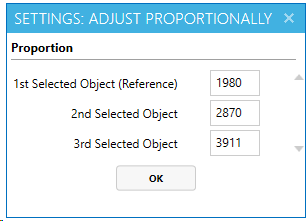 SETTINGS: ADJUST PROPORTIONALLY ×
Proportion
1st Selected Object (Reference) 1980
2nd Selected Object 2870
3rd Selected Object 3911
OK